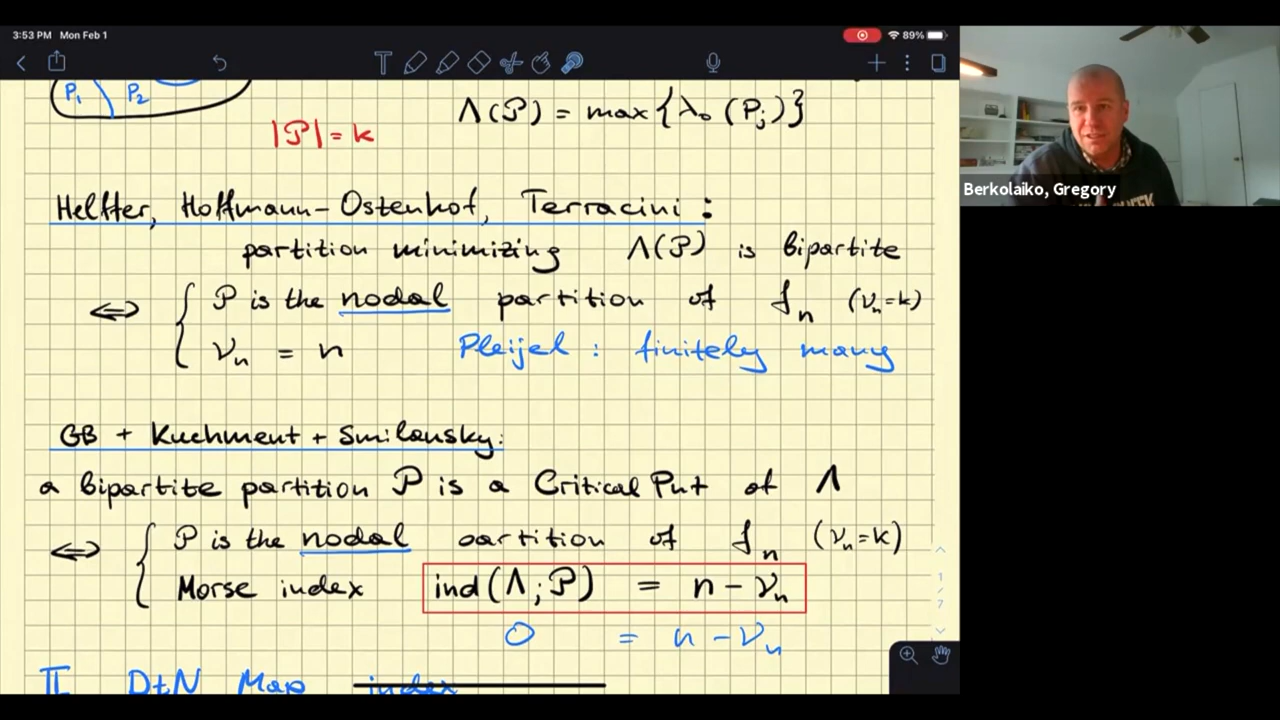 3:53 PM Mon Feb 1
89%
P₁ P₂
Λ(P) = max{λ₀(Pⱼ)}
|P| = k
Helffer, Hoffmann-Ostenhof, Terracini:
partition minimizing Λ(P) is bipartite
⇔ { P is the nodal partition of fₙ (νₙ=k)
νₙ = n Pleijel: finitely many
GB + Kuchment + Smilansky:
a bipartite partition P is a Critical Pnt of Λ
⇔ { P is the nodal partition of fₙ (νₙ=k)
Morse index ind(Λ; P) = n - νₙ
0 = n - νₙ
II DtN Map index
1/7
Berkolaiko, Gregory